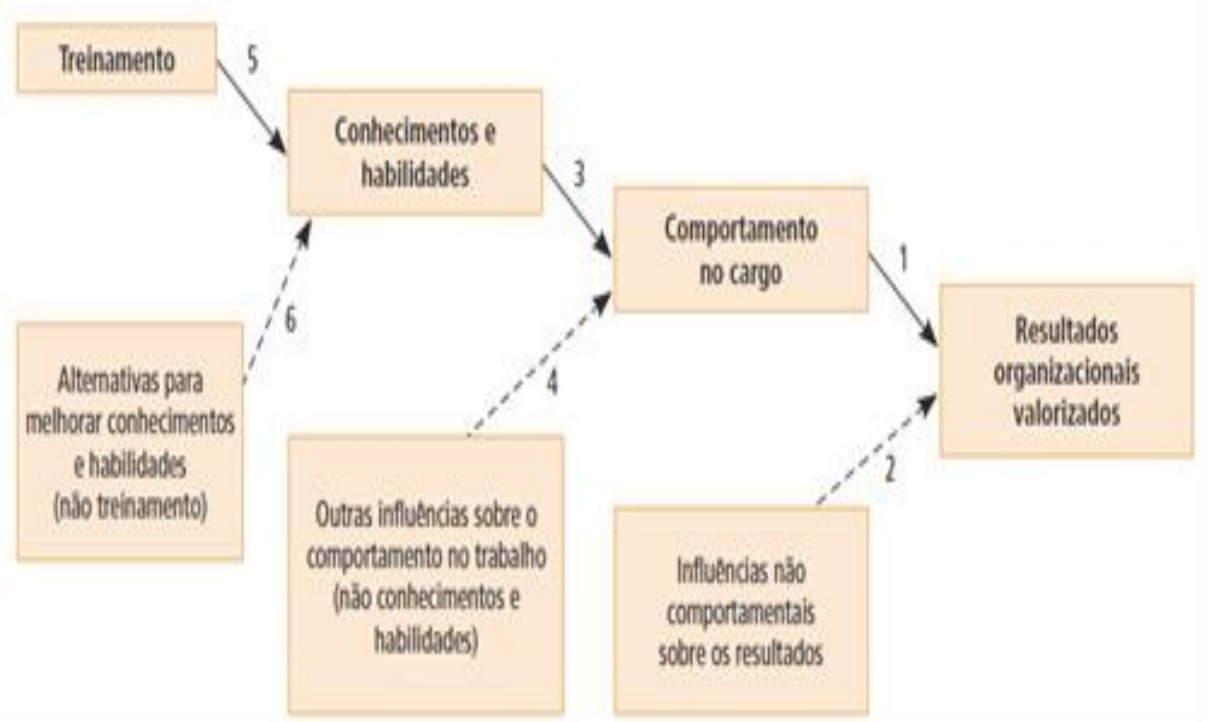 Treinamento
5
Conhecimentos e
habilidades
3
Comportamento
no cargo
1
Resultados
organizacionais
valorizados
6
Alternativas para
melhorar conhecimentos
e habilidades
(não treinamento)
4
Outras influências sobre o
comportamento no trabalho
(não conhecimentos e
habilidades)
2
Influências não
comportamentais
sobre os resultados